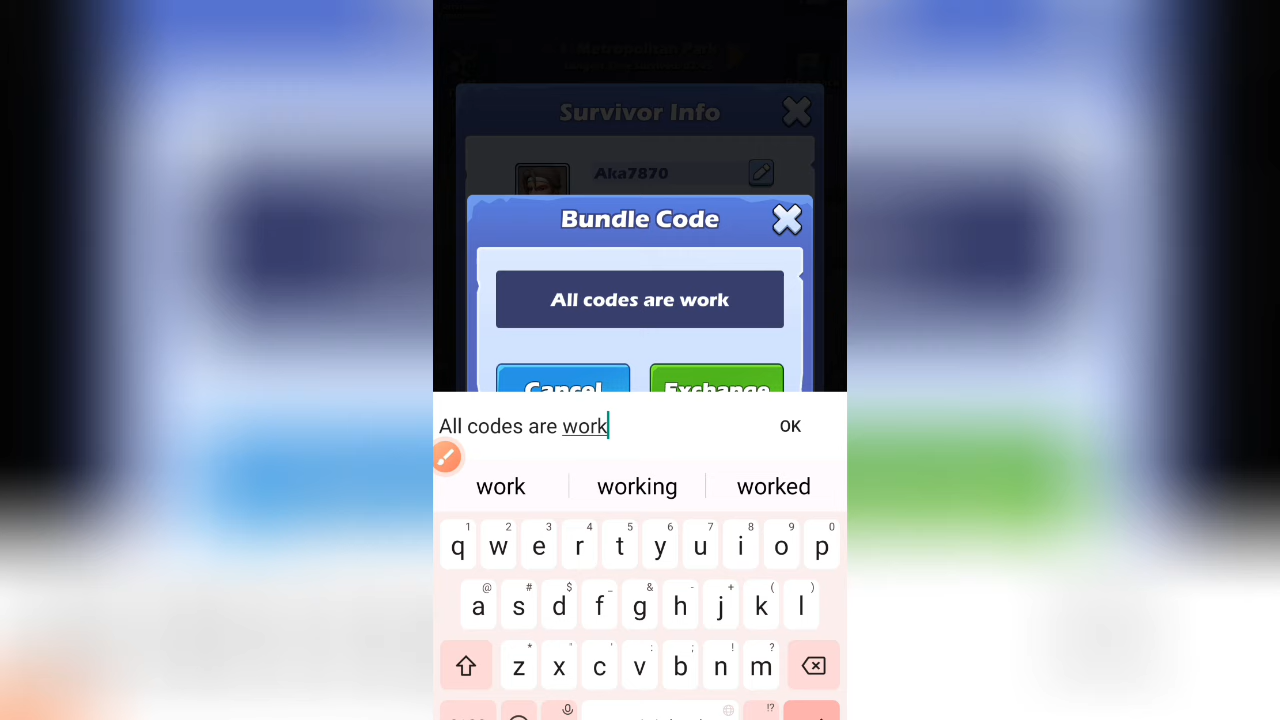 Metropolitan Park
Survivor Info
Aka7870
Bundle Code
All codes are work
Cancel
Exchange
All codes are work
OK
work working worked
1 2 3 4 5 6 7 8 9 0
q w e r t y u i o p
@ # $ _ & - + ( )
a s d f g h j k l
* " ' : ; ! ?
z x c v b n m
!?